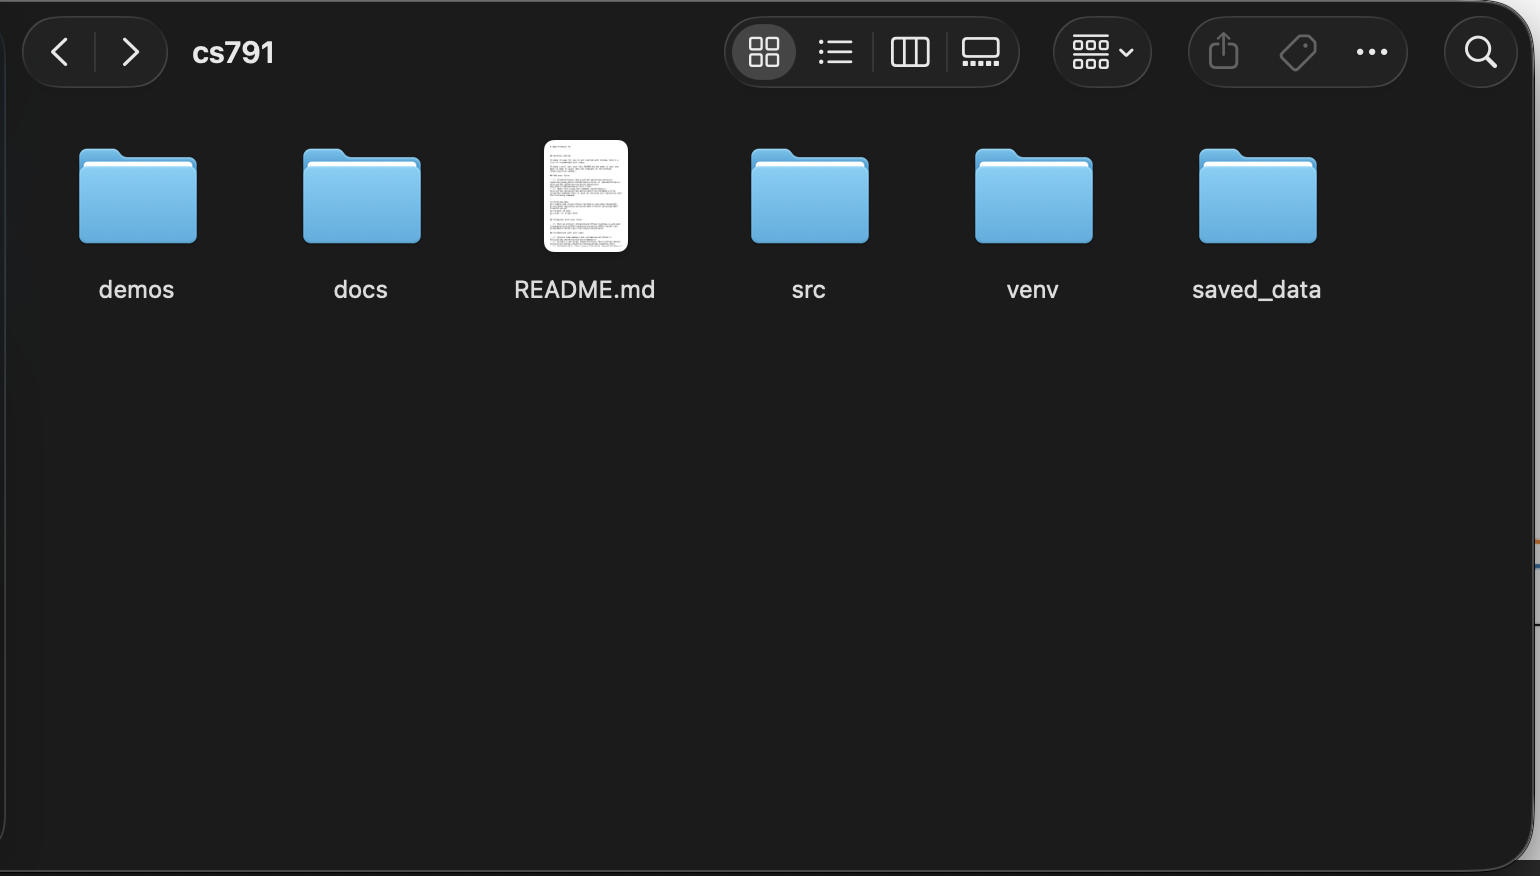 cs791
demos
docs
README.md
src
venv
saved_data